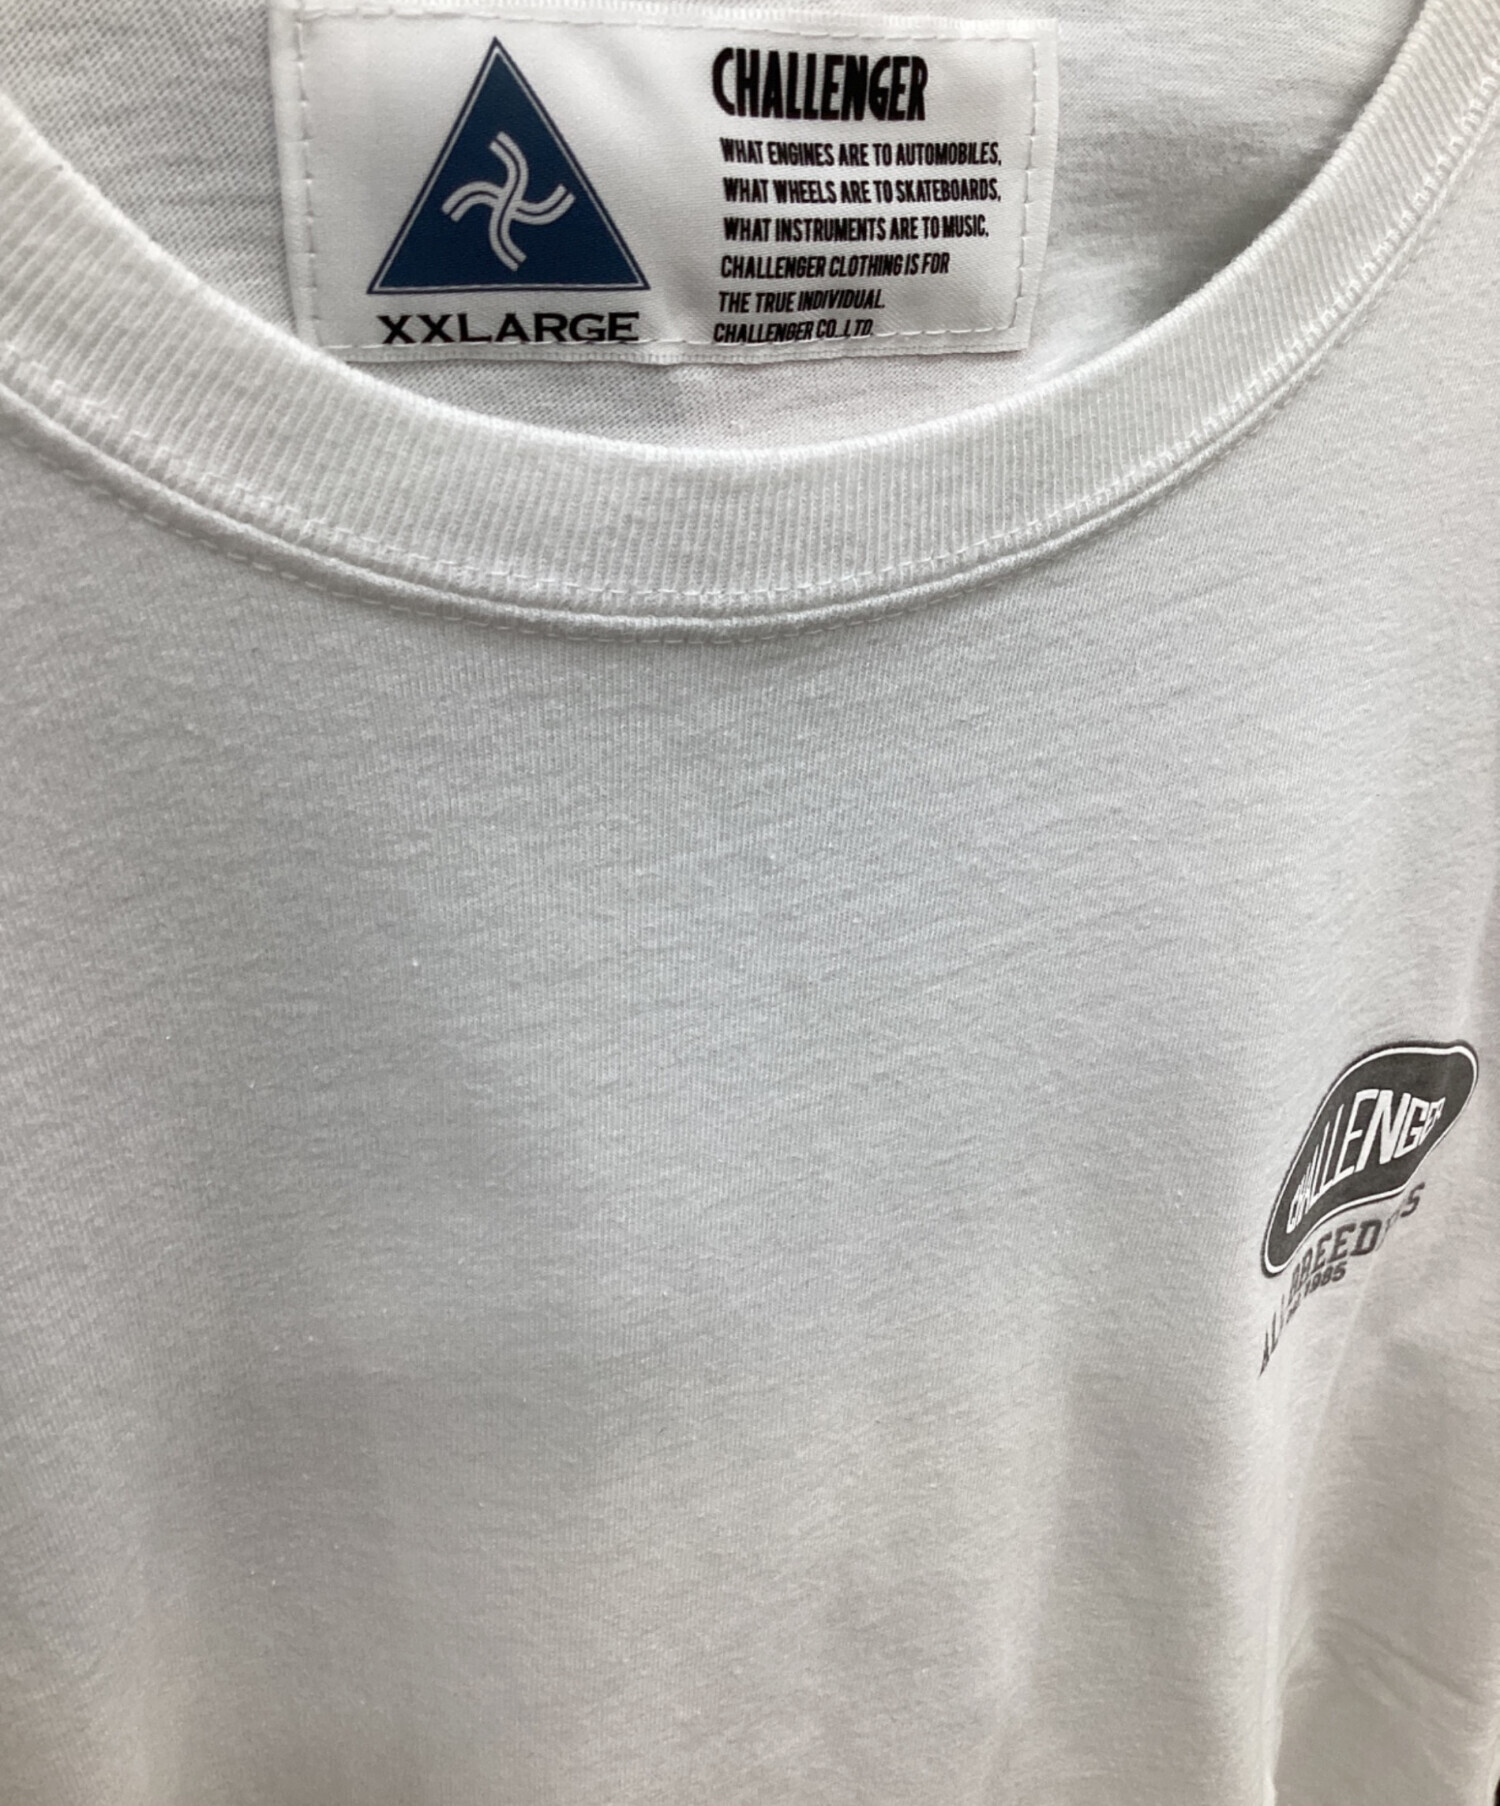 CHALLENGER
WHAT ENGINES ARE TO AUTOMOBILES,
WHAT WHEELS ARE TO SKATEBOARDS,
WHAT INSTRUMENTS ARE TO MUSIC.
CHALLENGER CLOTHING IS FOR
THE TRUE INDIVIDUAL.
CHALLENGER CO.,LTD.
XXLARGE
CHALLENGER
1985